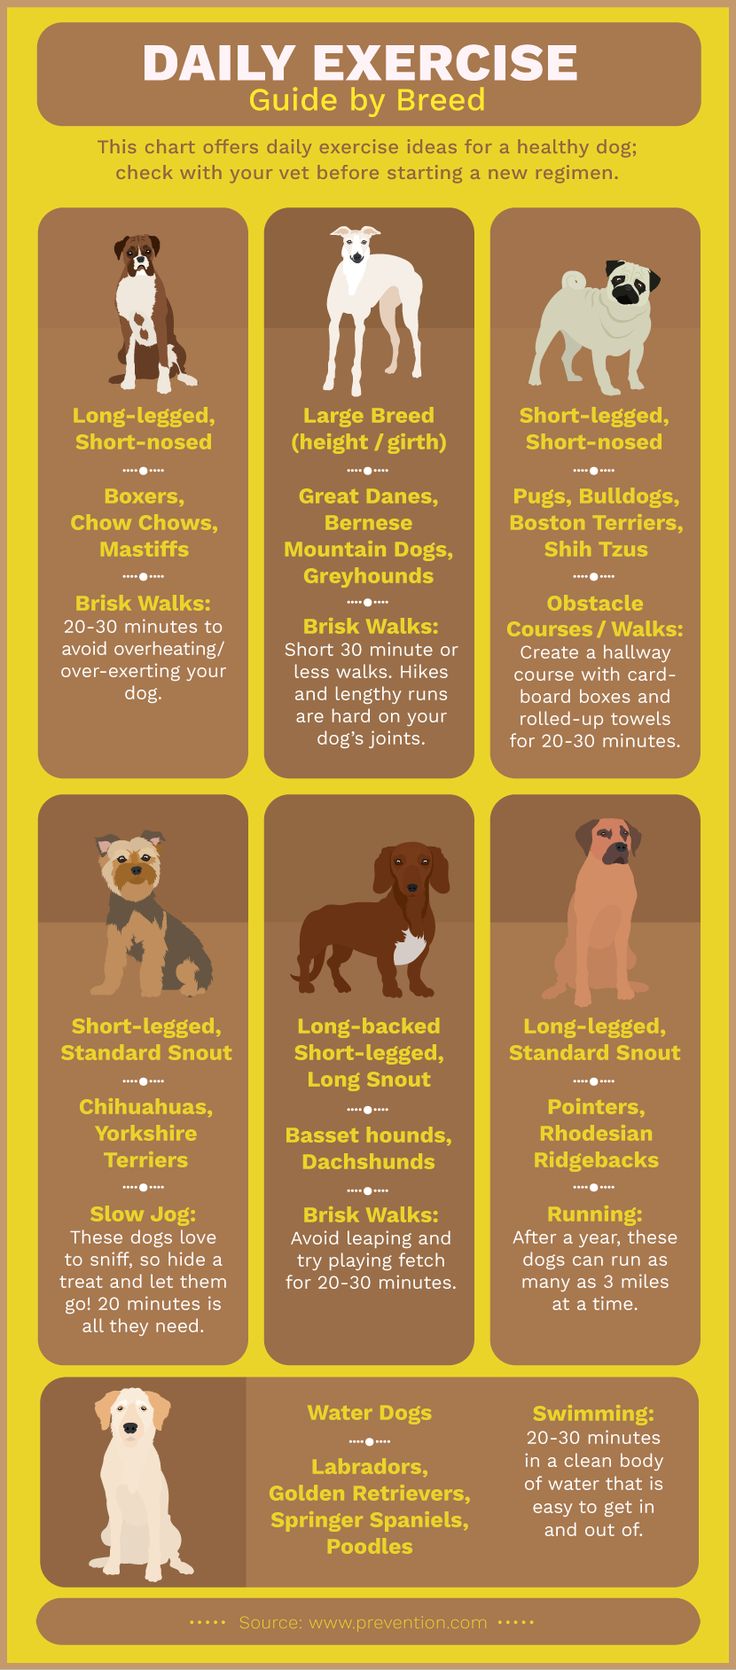 DAILY EXERCISE
Guide by Breed
This chart offers daily exercise ideas for a healthy dog;
check with your vet before starting a new regimen.
Long-legged,
Short-nosed
Boxers,
Chow Chows,
Mastiffs
Brisk Walks:
20-30 minutes to
avoid overheating/
over-exerting your
dog.
Large Breed
(height / girth)
Great Danes,
Bernese
Mountain Dogs,
Greyhounds
Brisk Walks:
Short 30 minute or
less walks. Hikes
and lengthy runs
are hard on your
dog's joints.
Short-legged,
Short-nosed
Pugs, Bulldogs,
Boston Terriers,
Shih Tzus
Obstacle
Courses / Walks:
Create a hallway
course with card-
board boxes and
rolled-up towels
for 20-30 minutes.
Short-legged,
Standard Snout
Chihuahuas,
Yorkshire
Terriers
Slow Jog:
These dogs love
to sniff, so hide a
treat and let them
go! 20 minutes is
all they need.
Long-backed
Short-legged,
Long Snout
Basset hounds,
Dachshunds
Brisk Walks:
Avoid leaping and
try playing fetch
for 20-30 minutes.
Long-legged,
Standard Snout
Pointers,
Rhodesian
Ridgebacks
Running:
After a year, these
dogs can run as
many as 3 miles
at a time.
Water Dogs
Labradors,
Golden Retrievers,
Springer Spaniels,
Poodles
Swimming:
20-30 minutes
in a clean body
of water that is
easy to get in
and out of.
Source: www.prevention.com